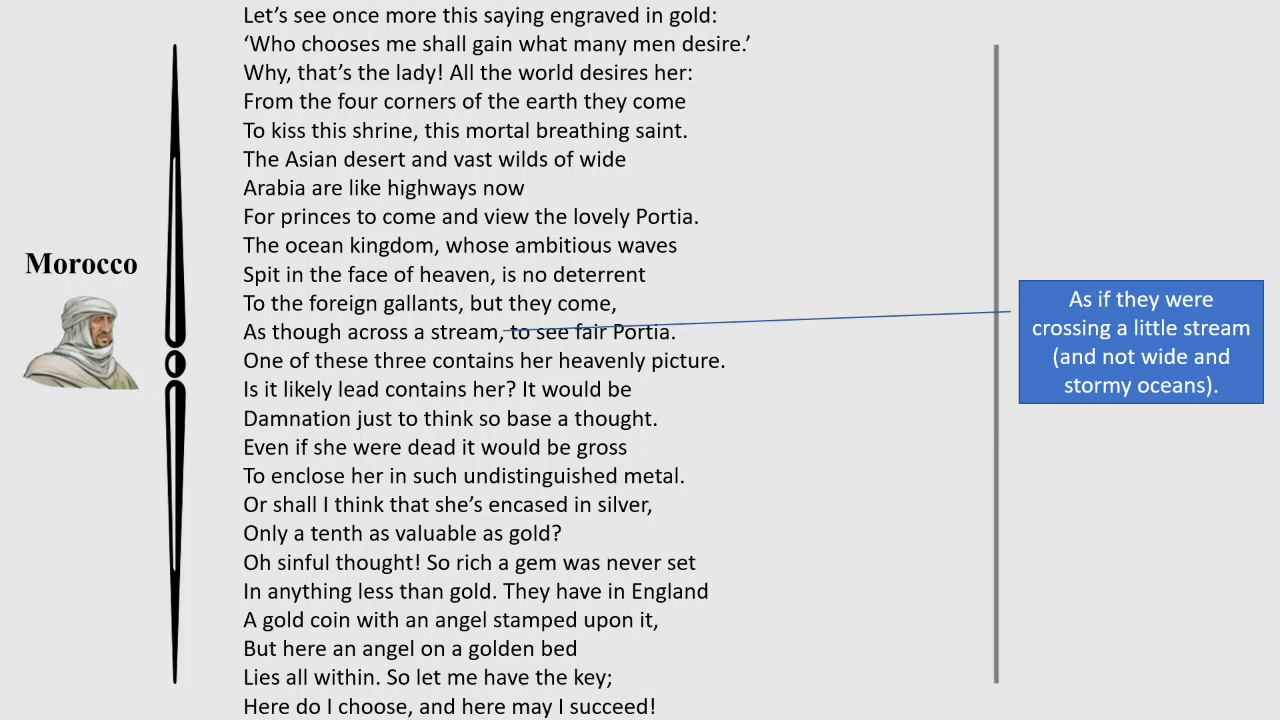 Let’s see once more this saying engraved in gold:
‘Who chooses me shall gain what many men desire.’
Why, that’s the lady! All the world desires her:
From the four corners of the earth they come
To kiss this shrine, this mortal breathing saint.
The Asian desert and vast wilds of wide
Arabia are like highways now
For princes to come and view the lovely Portia.
The ocean kingdom, whose ambitious waves
Spit in the face of heaven, is no deterrent
To the foreign gallants, but they come,
As though across a stream, to see fair Portia.
One of these three contains her heavenly picture.
Is it likely lead contains her? It would be
Damnation just to think so base a thought.
Even if she were dead it would be gross
To enclose her in such undistinguished metal.
Or shall I think that she’s encased in silver,
Only a tenth as valuable as gold?
Oh sinful thought! So rich a gem was never set
In anything less than gold. They have in England
A gold coin with an angel stamped upon it,
But here an angel on a golden bed
Lies all within. So let me have the key;
Here do I choose, and here may I succeed!
Morocco
As if they were
crossing a little stream
(and not wide and
stormy oceans).